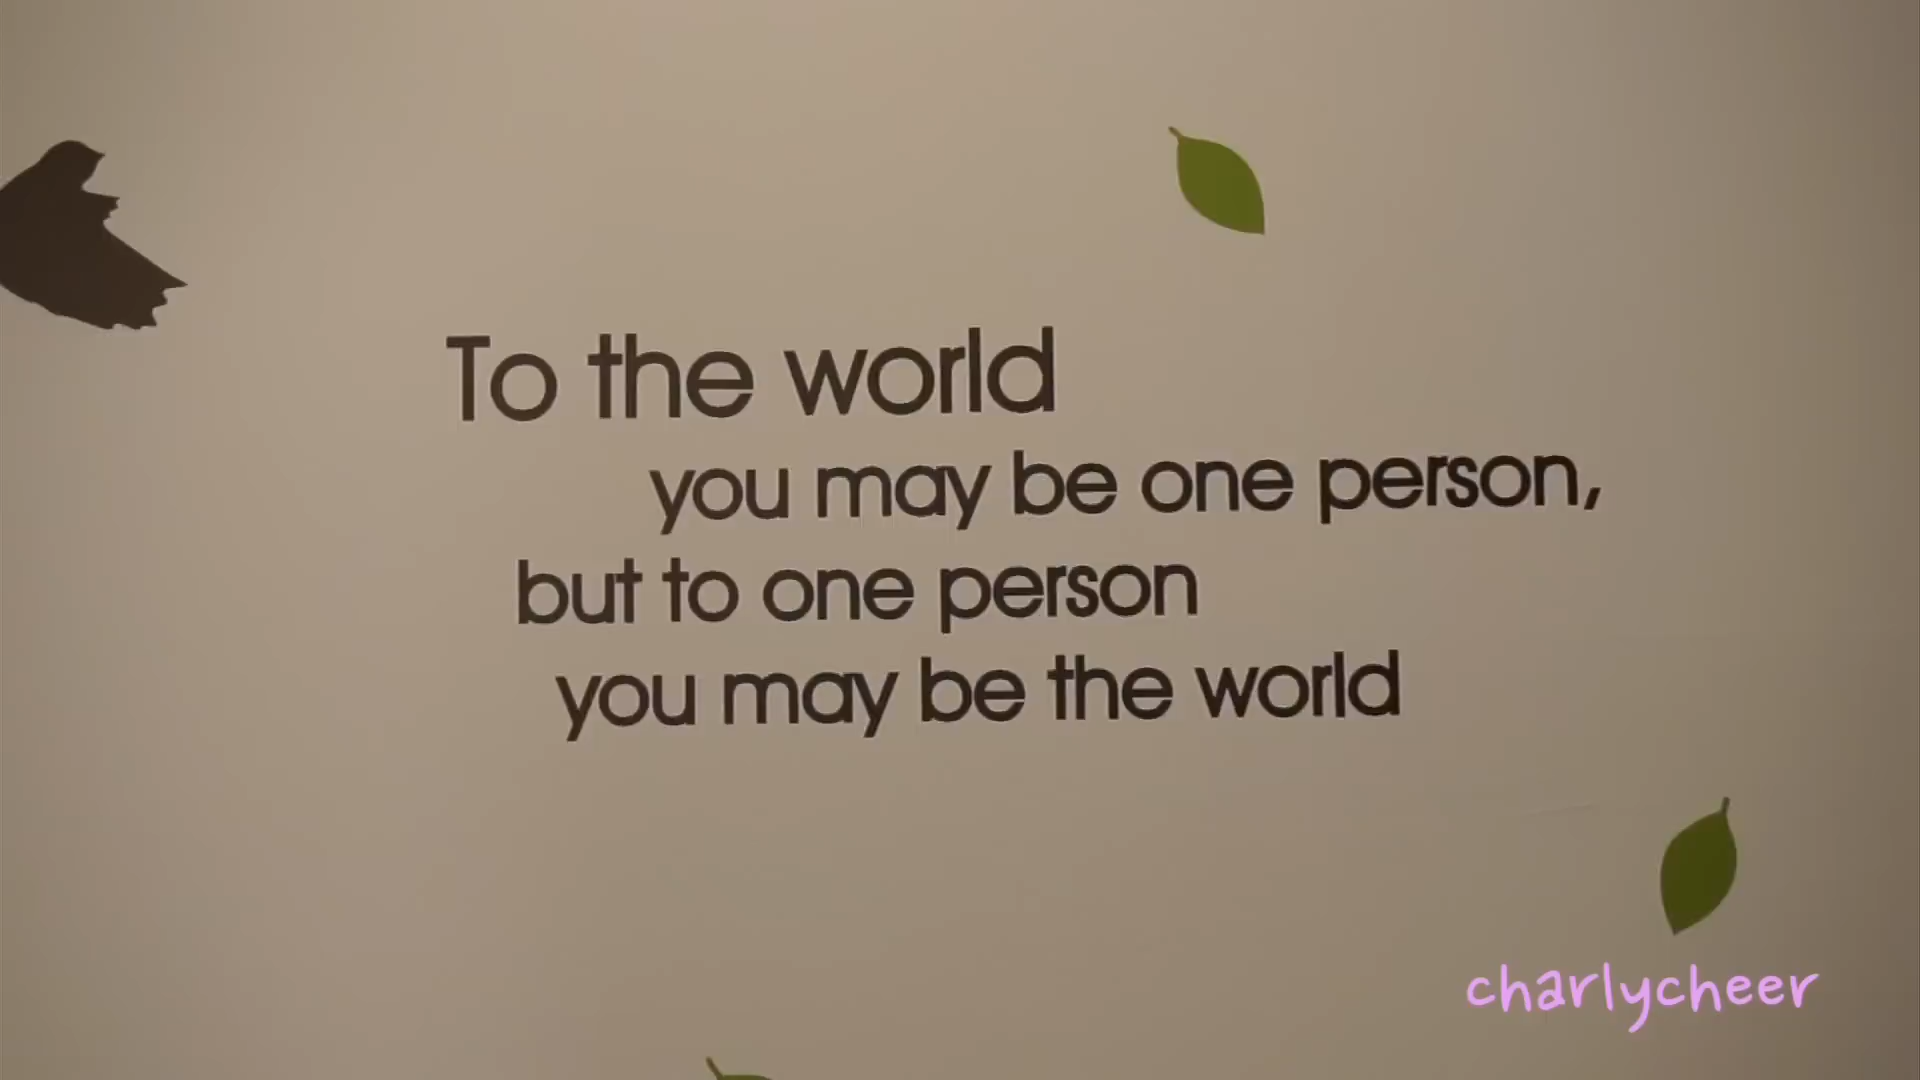 To the world
you may be one person,
but to one person
you may be the world
charlycheer